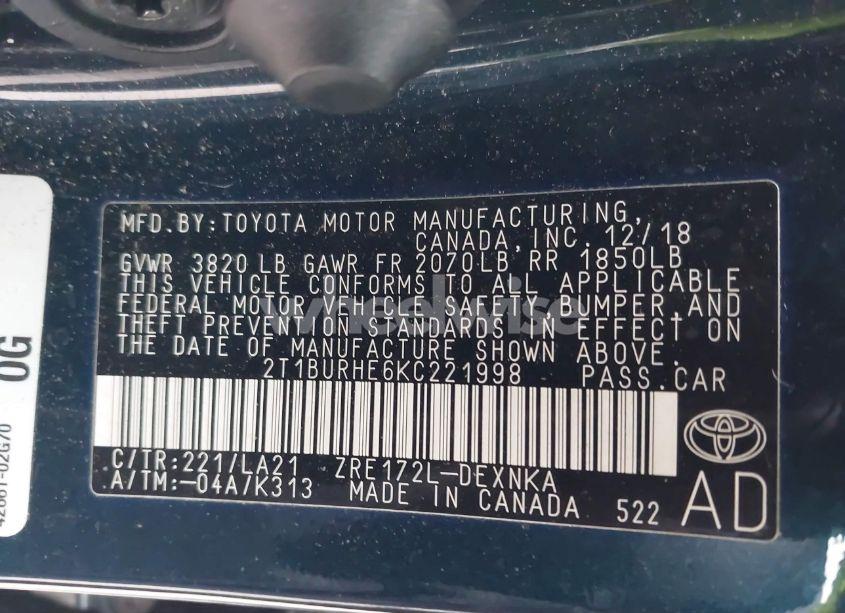 MFD.BY:TOYOTA MOTOR MANUFACTURING,
CANADA,INC. 12/18
GVWR 3820 LB GAWR FR 2070LB RR 1850LB
THIS VEHICLE CONFORMS TO ALL APPLICABLE
FEDERAL MOTOR VEHICLE SAFETY,BUMPER,AND
THEFT PREVENTION STANDARDS IN EFFECT ON
THE DATE OF MANUFACTURE SHOWN ABOVE.
2T1BURHE6KC221998 PASS.CAR
C/TR:221/LA21 ZRE172L-DEXNKA
A/TM:-04A/K313 MADE IN CANADA 522 AD
0G
42661-02G70
wheelwise